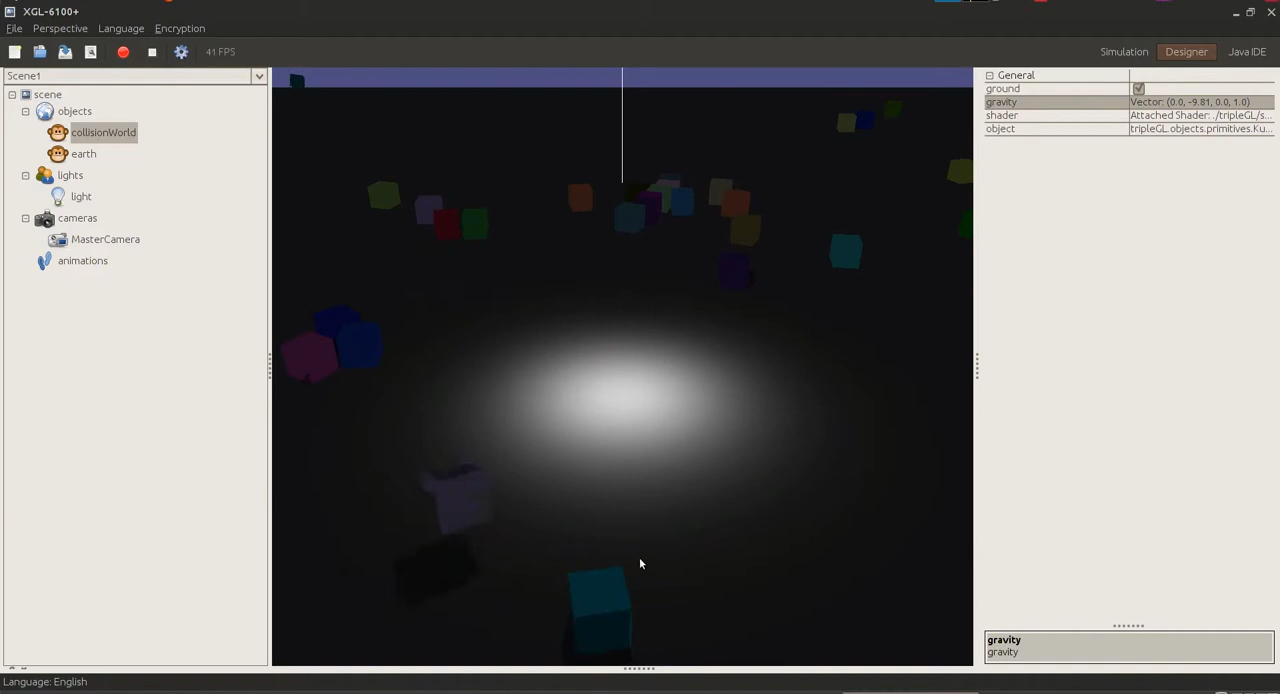 XGL-6100+
File Perspective Language Encryption
41 FPS
Simulation Designer Java IDE
Scene1
scene
objects
collisionWorld
earth
lights
light
cameras
MasterCamera
animations
General
ground
gravity Vector: (0.0, -9.81, 0.0, 1.0)
shader Attached Shader: ./tripleGL/s...
object tripleGL.objects.primitives.Ku...
gravity
gravity
Language: English